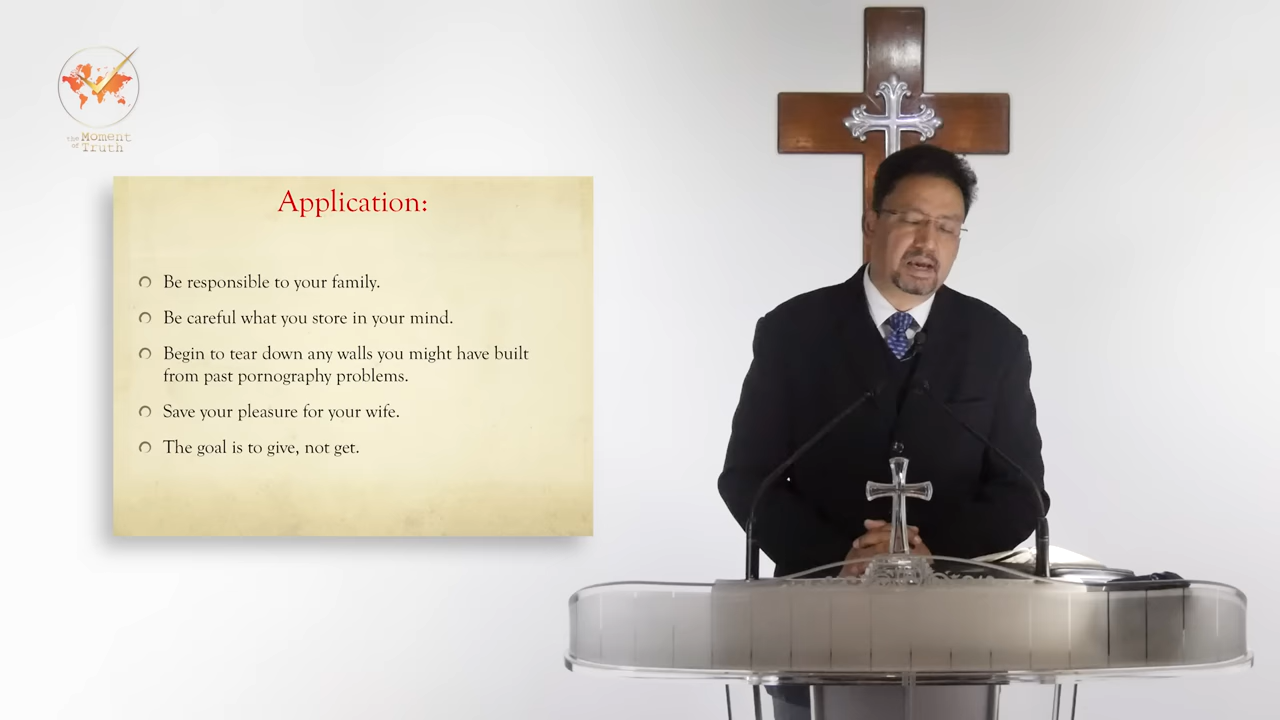 the Moment
of Truth
Application:
Be responsible to your family.
Be careful what you store in your mind.
Begin to tear down any walls you might have built
from past pornography problems.
Save your pleasure for your wife.
The goal is to give, not get.